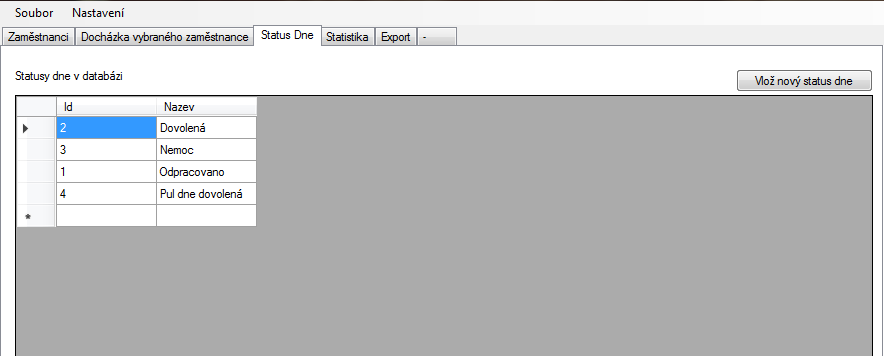 Soubor Nastavení
Zaměstnanci Docházka vybraného zaměstnance Status Dne Statistika Export -
Statusy dne v databázi
Vlož nový status dne
Id Nazev
2 Dovolená
3 Nemoc
1 Odpracovano
4 Pul dne dovolená
*